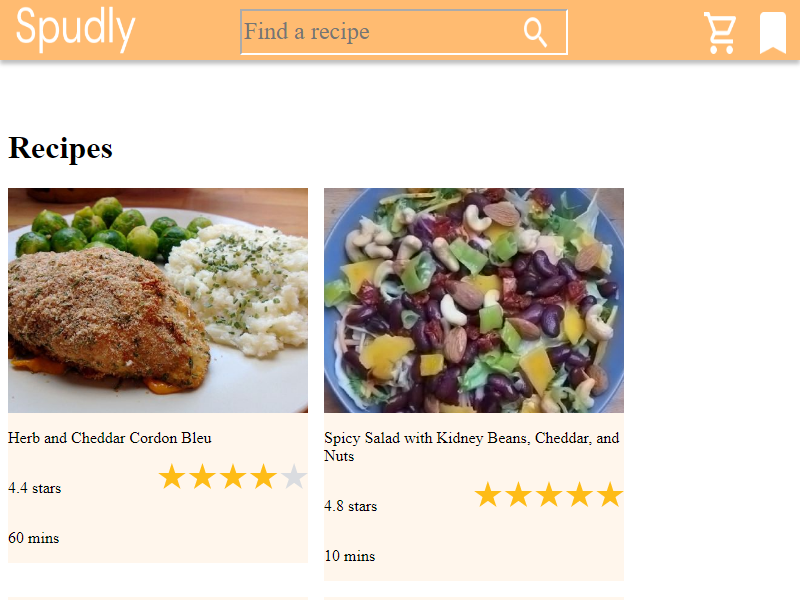 Spudly
Find a recipe
Recipes
Herb and Cheddar Cordon Bleu
4.4 stars
60 mins
Spicy Salad with Kidney Beans, Cheddar, and
Nuts
4.8 stars
10 mins